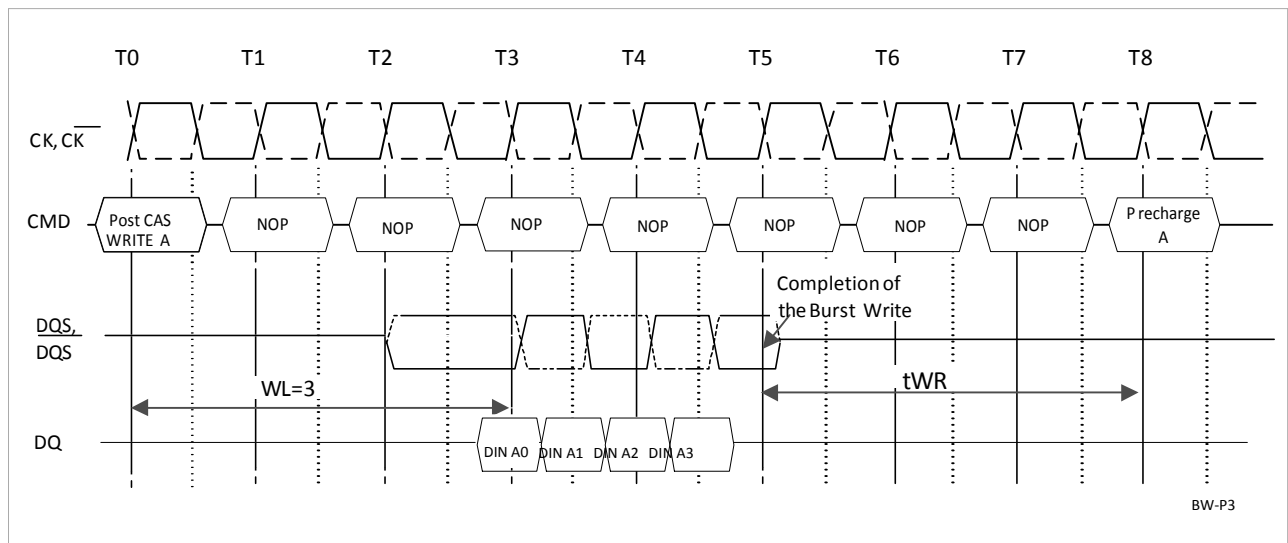 T0 T1 T2 T3 T4 T5 T6 T7 T8
CK, CK
CMD
Post CAS
WRITE A
NOP NOP NOP NOP NOP NOP NOP
P recharge
A
Completion of
the Burst Write
DQS,
DQS
WL=3
tWR
DQ
DIN A0 DIN A1 DIN A2 DIN A3
BW-P3